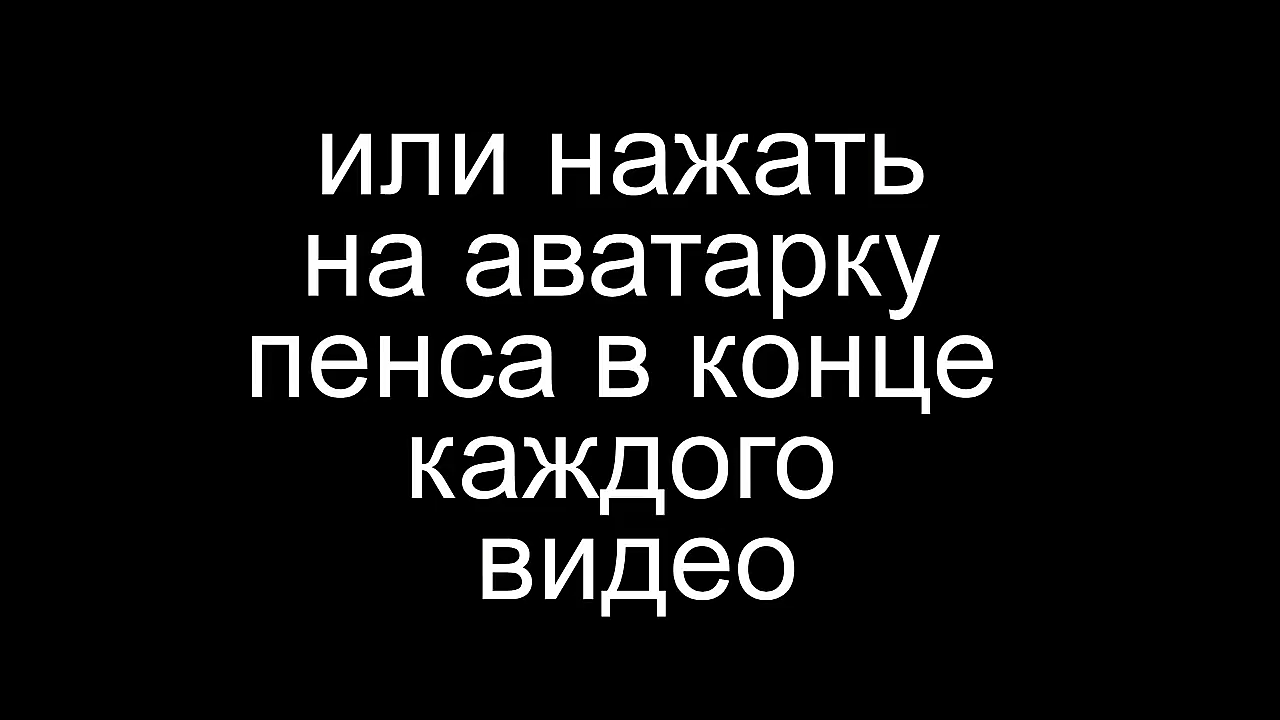 или нажать
на аватарку
пенса в конце
каждого
видео